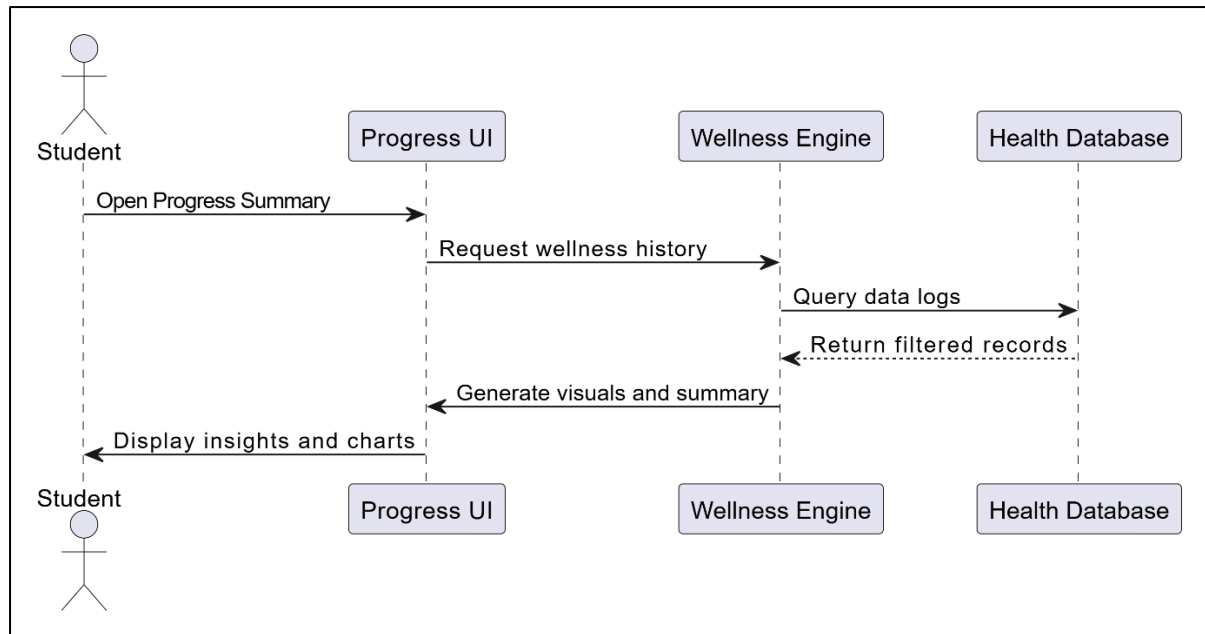 Student
Progress UI
Wellness Engine
Health Database
Open Progress Summary
Request wellness history
Query data logs
Return filtered records
Generate visuals and summary
Display insights and charts
Student
Progress UI
Wellness Engine
Health Database